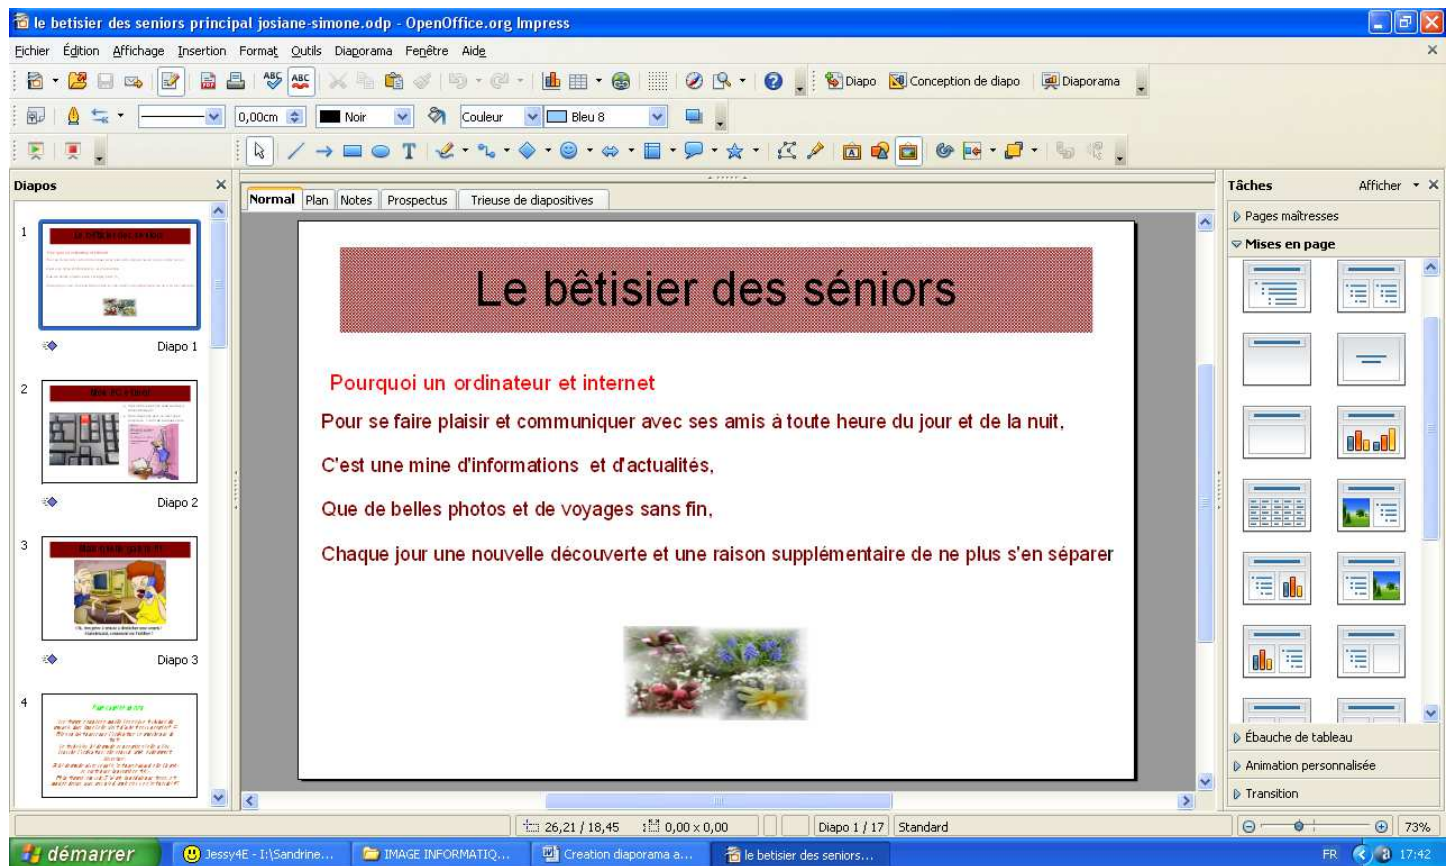 le betisier des seniors principal josiane-simone.odp - OpenOffice.org Impress
Fichier Édition Affichage Insertion Format Outils Diaporama Fenêtre Aide
Diapo Conception de diapo Diaporama
0,00cm Noir Couleur Bleu 8
Diapos
Normal Plan Notes Prospectus Trieuse de diapositives
Tâches Afficher
Pages maîtresses
Mises en page
1
Diapo 1
2
Diapo 2
3
Diapo 3
4
Le bêtisier des séniors
Pourquoi un ordinateur et internet
Pour se faire plaisir et communiquer avec ses amis à toute heure du jour et de la nuit,
C'est une mine d'informations et d'actualités,
Que de belles photos et de voyages sans fin,
Chaque jour une nouvelle découverte et une raison supplémentaire de ne plus s'en séparer
Ébauche de tableau
Animation personnalisée
Transition
26,21 / 18,45 0,00 x 0,00 Diapo 1 / 17 Standard 73%
démarrer Jessy4E - I:\Sandrine... IMAGE INFORMATIQ... Creation diaporama a... le betisier des seniors... FR 17:42